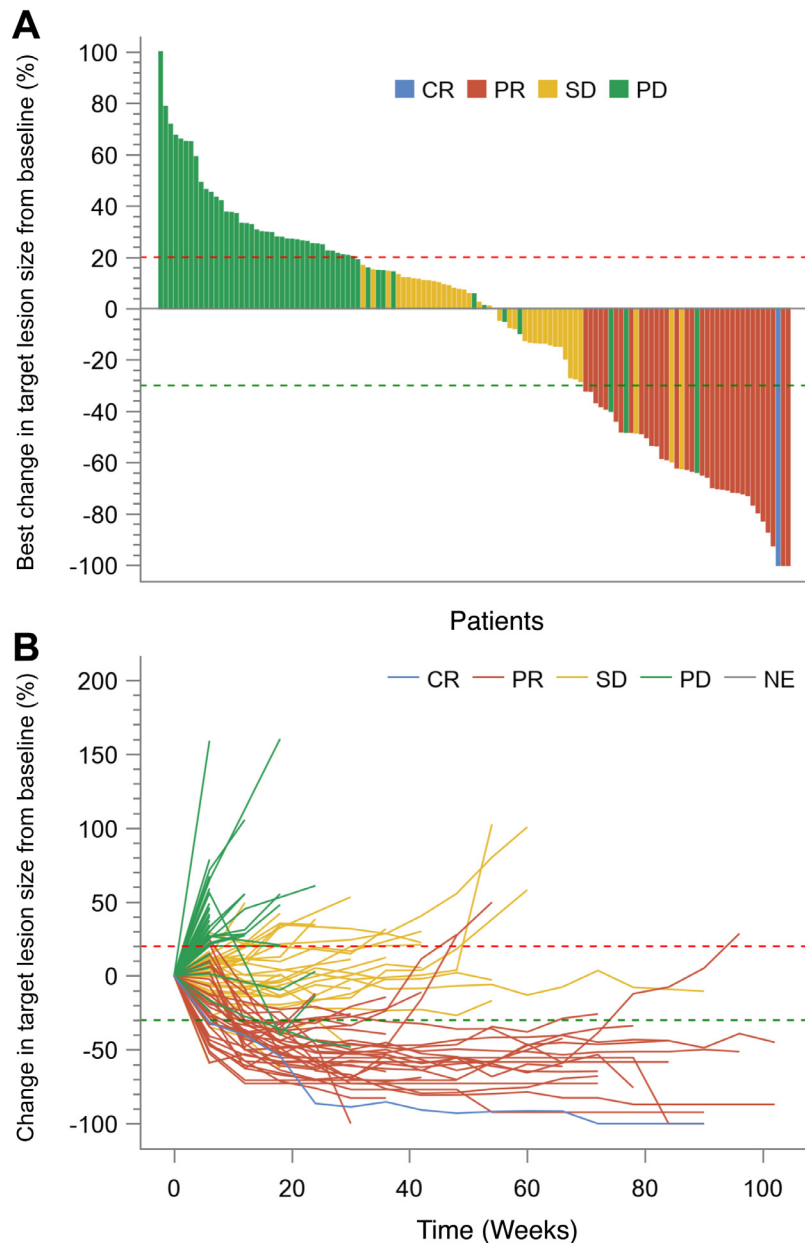 A
Best change in target lesion size from baseline (%)
CR PR SD PD
100
80
60
40
20
0
-20
-40
-60
-80
-100
Patients
B
Change in target lesion size from baseline (%)
CR PR SD PD NE
200
150
100
50
0
-50
-100
0 20 40 60 80 100
Time (Weeks)